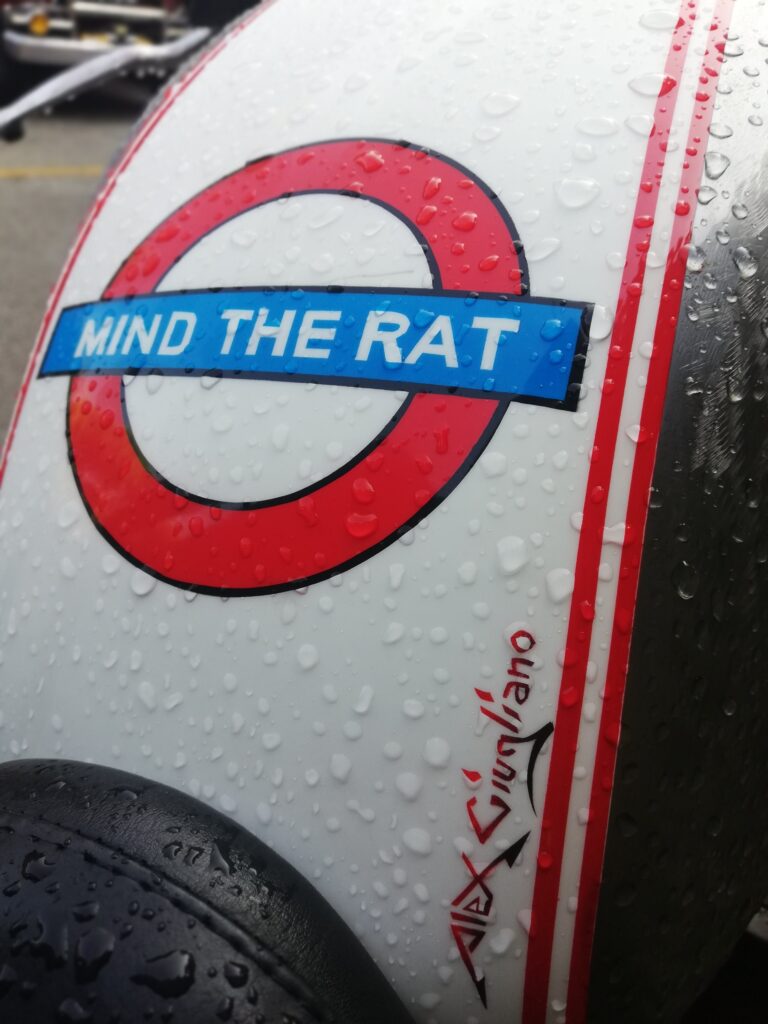 MIND THE RAT
Alex Giugliano